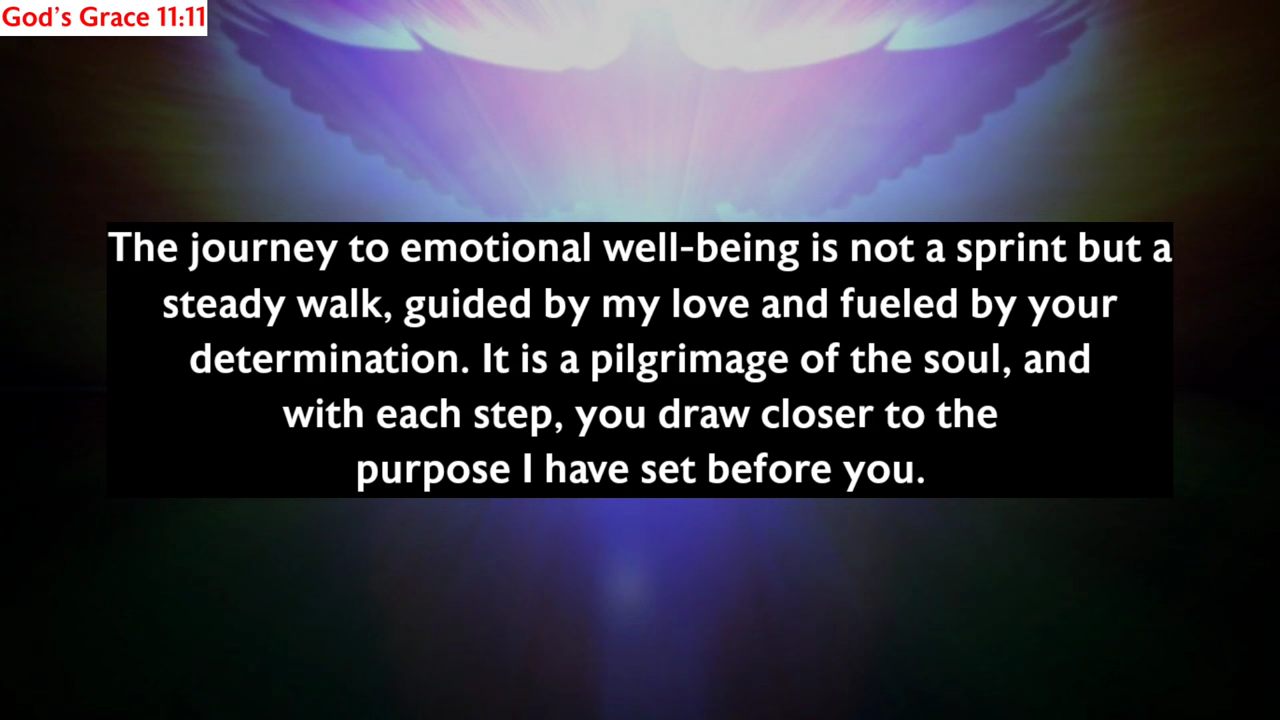 God's Grace 11:11
The journey to emotional well-being is not a sprint but a
steady walk, guided by my love and fueled by your
determination. It is a pilgrimage of the soul, and
with each step, you draw closer to the
purpose I have set before you.